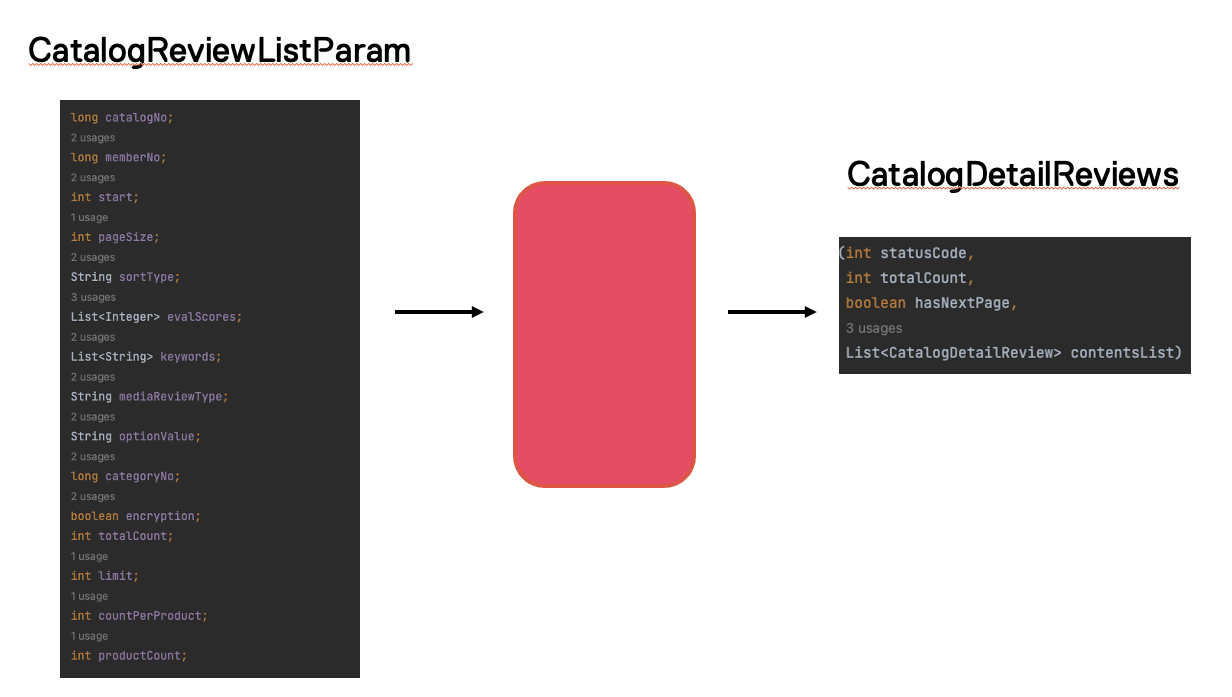 CatalogReviewListParam
long catalogNo;
2 usages
long memberNo;
2 usages
int start;
1 usage
int pageSize;
2 usages
String sortType;
3 usages
List<Integer> evalScores;
2 usages
List<String> keywords;
2 usages
String mediaReviewType;
2 usages
String optionValue;
2 usages
long categoryNo;
2 usages
boolean encryption;
int totalCount;
1 usage
int limit;
1 usage
int countPerProduct;
1 usage
int productCount;
CatalogDetailReviews
(int statusCode,
int totalCount,
boolean hasNextPage,
3 usages
List<CatalogDetailReview> contentsList)